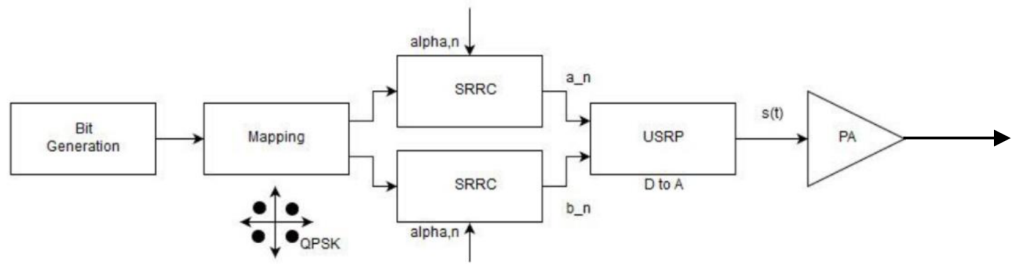 alpha,n
SRRC
a_n
Bit
Generation
Mapping
USRP
s(t)
PA
D to A
SRRC
b_n
QPSK
alpha,n